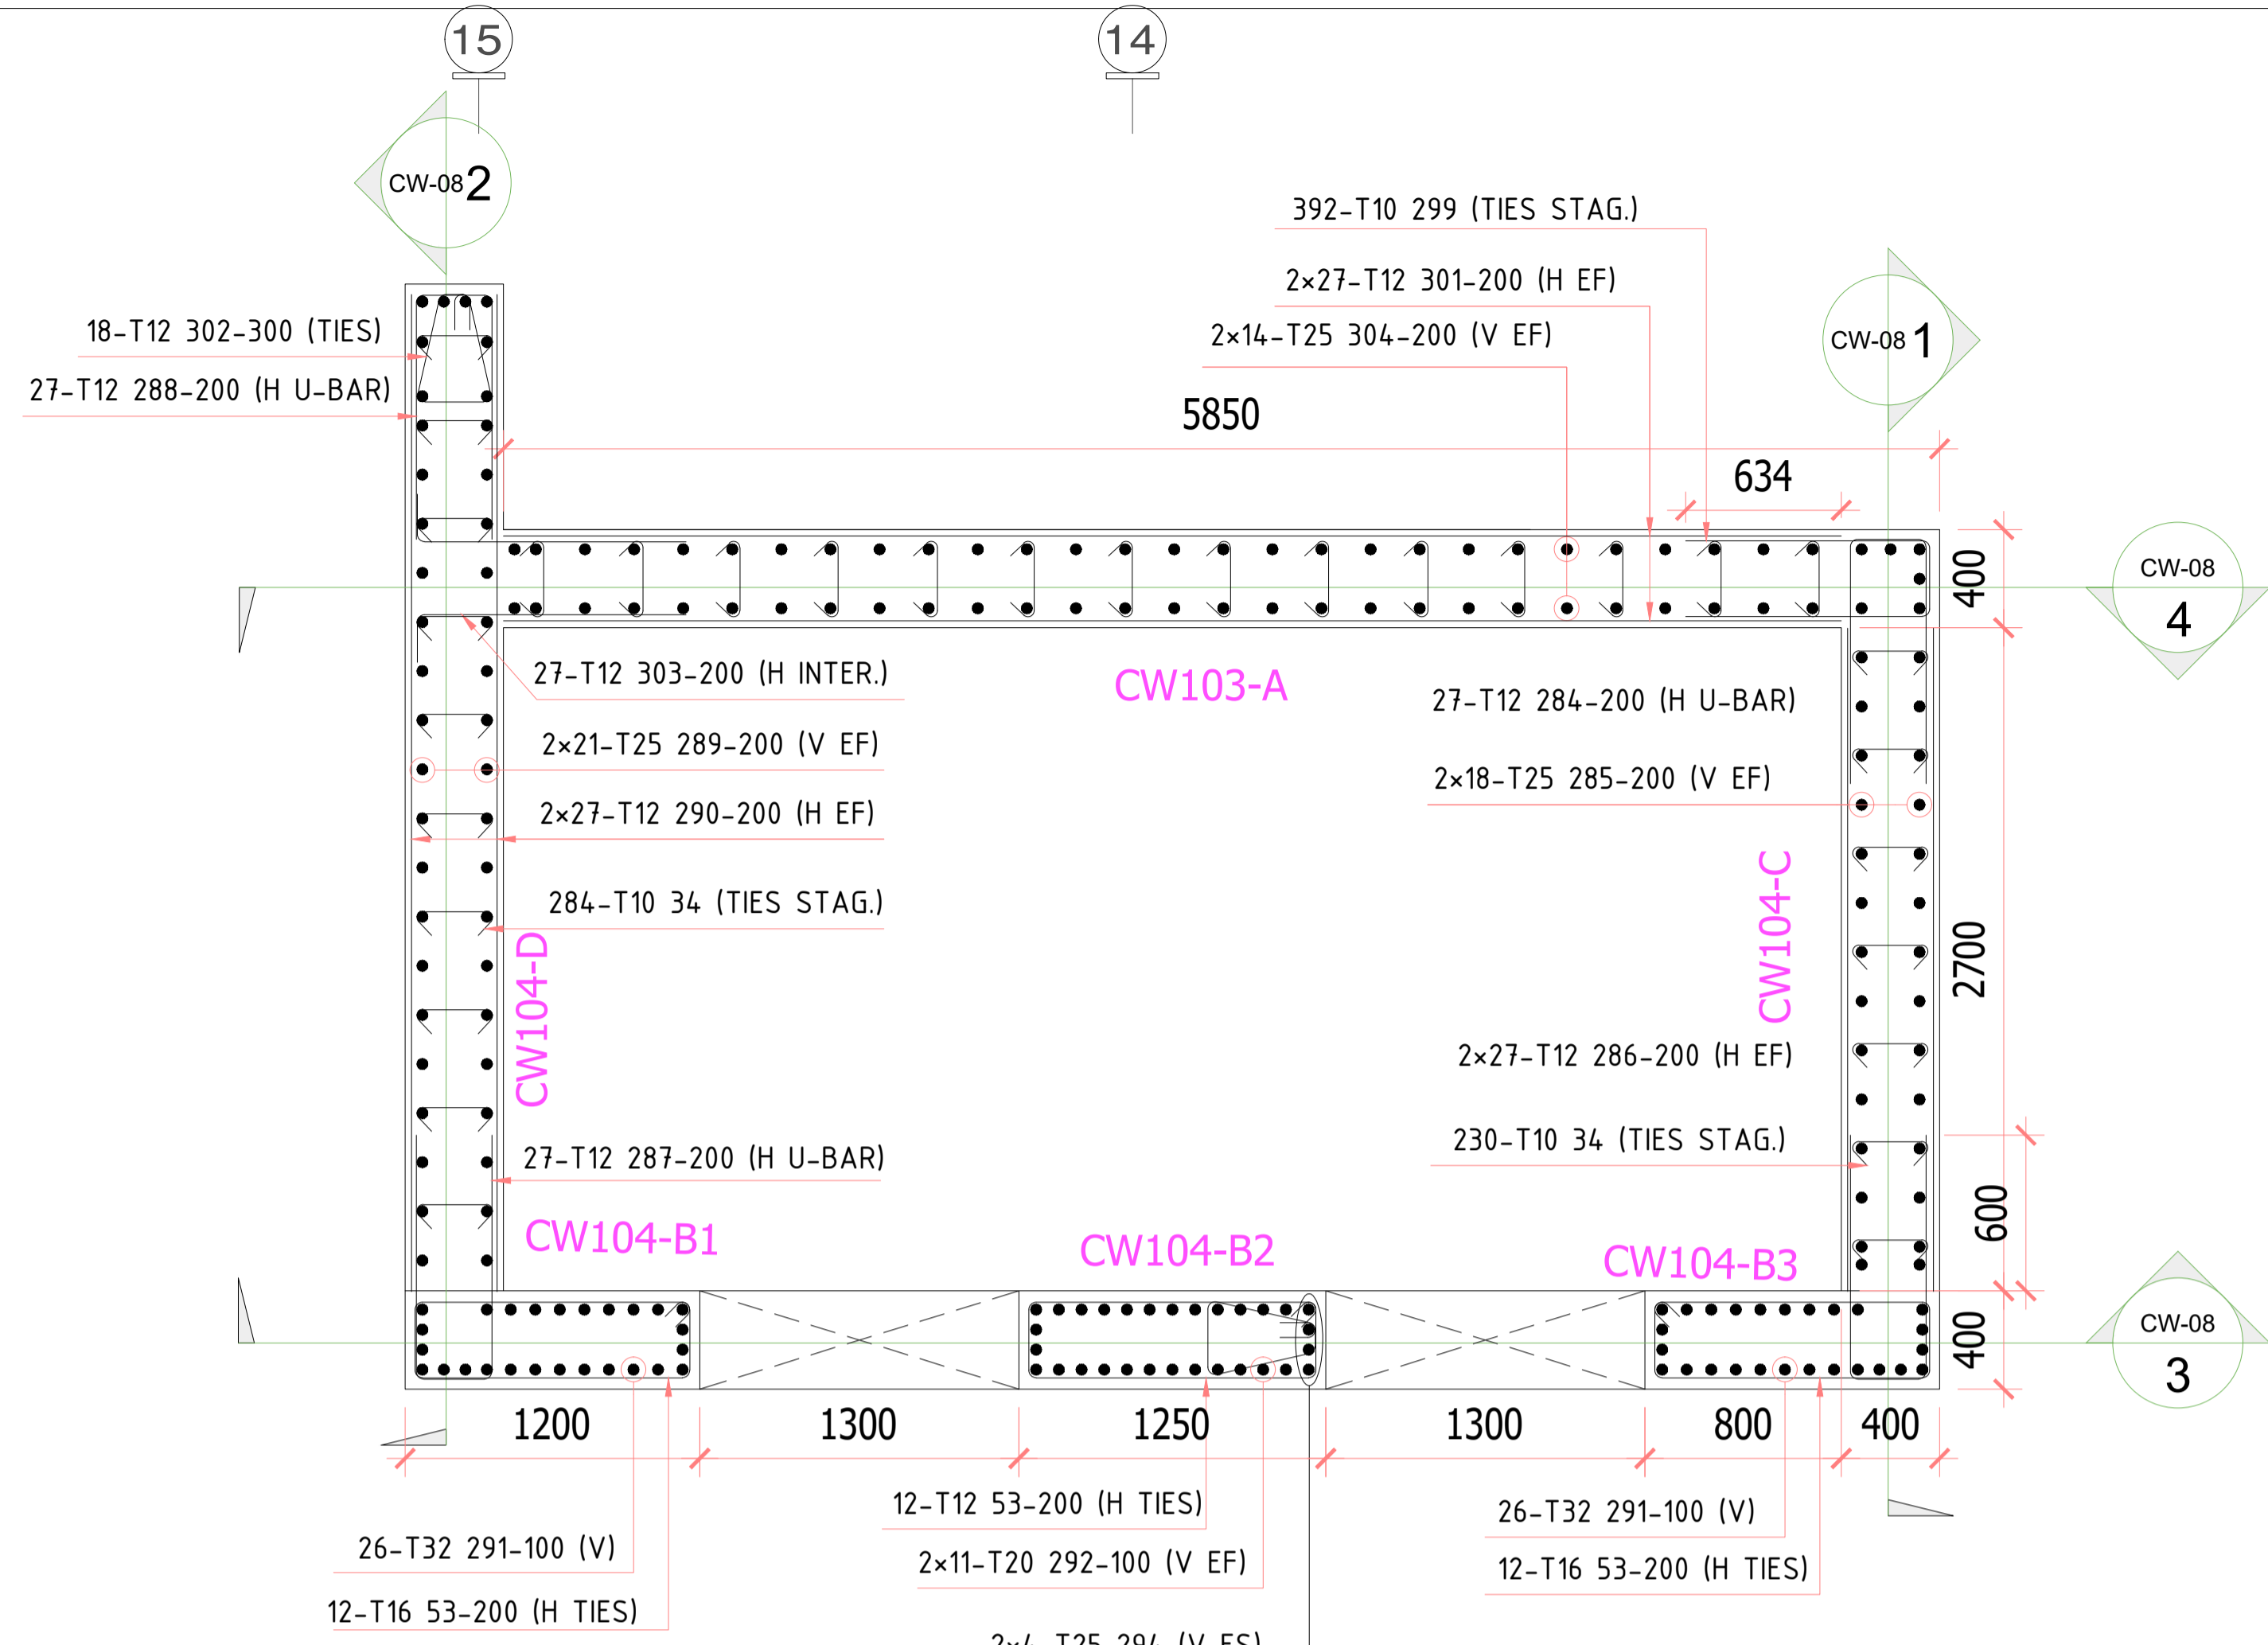 15
14
CW-08 2
392-T10 299 (TIES STAG.)
2×27-T12 301-200 (H EF)
2×14-T25 304-200 (V EF)
18-T12 302-300 (TIES)
27-T12 288-200 (H U-BAR)
CW-08 1
5850
634
400
CW-08
4
27-T12 303-200 (H INTER.)
CW103-A
27-T12 284-200 (H U-BAR)
2×21-T25 289-200 (V EF)
2×18-T25 285-200 (V EF)
2×27-T12 290-200 (H EF)
284-T10 34 (TIES STAG.)
CW104-D
CW104-C
2700
2×27-T12 286-200 (H EF)
230-T10 34 (TIES STAG.)
27-T12 287-200 (H U-BAR)
600
CW104-B1
CW104-B2
CW104-B3
400
CW-08
3
1200
1300
1250
1300
800
400
12-T12 53-200 (H TIES)
26-T32 291-100 (V)
26-T32 291-100 (V)
2×11-T20 292-100 (V EF)
12-T16 53-200 (H TIES)
12-T16 53-200 (H TIES)
2×4-T25 294 (V ES)